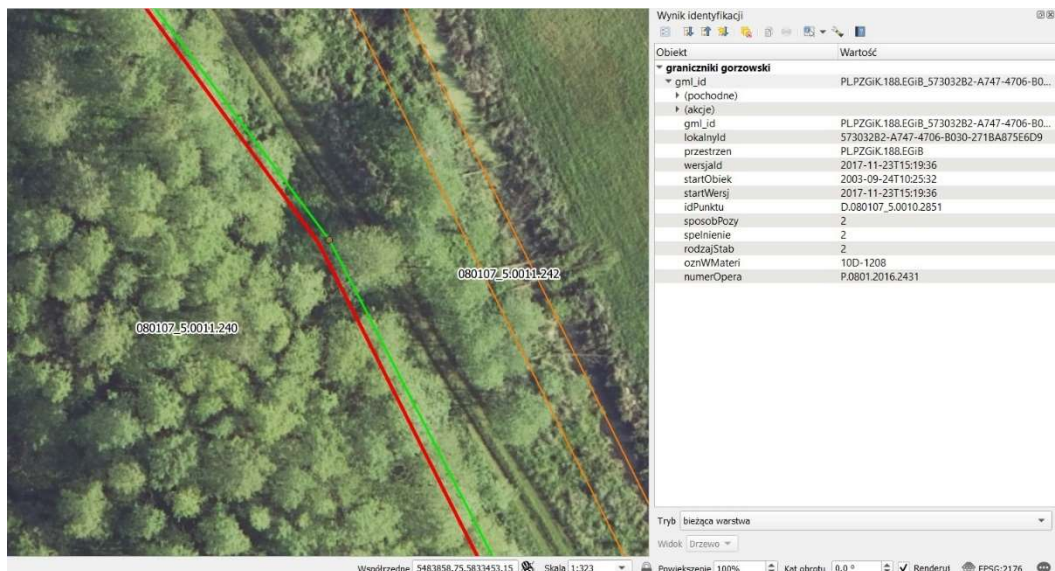 Wynik identyfikacji
Obiekt Wartość
graniczniki gorzowski
gml_id PL.PZGiK.188.EGiB_573032B2-A747-4706-B0...
(pochodne)
(akcje)
gml_id PL.PZGiK.188.EGiB_573032B2-A747-4706-B0...
lokalnyId 573032B2-A747-4706-B030-271BA875E6D9
przestrzen PL.PZGiK.188.EGiB
wersjaId 2017-11-23T15:19:36
startObiek 2003-09-24T10:25:32
startWersj 2017-11-23T15:19:36
idPunktu D.080107_5.0010.2851
sposobPozy 2
spelnienie 2
rodzajStab 2
oznWMateri 10D-1208
numerOpera P.0801.2016.2431
080107_5.0011.242
080107_5.0011.240
Tryb bieżąca warstwa
Widok Drzewo
Współrzędne 5483858.75,5833453.15 Skala 1:323 Powiększenie 100% Kąt obrotu 0,0 ° Renderuj EPSG:2176